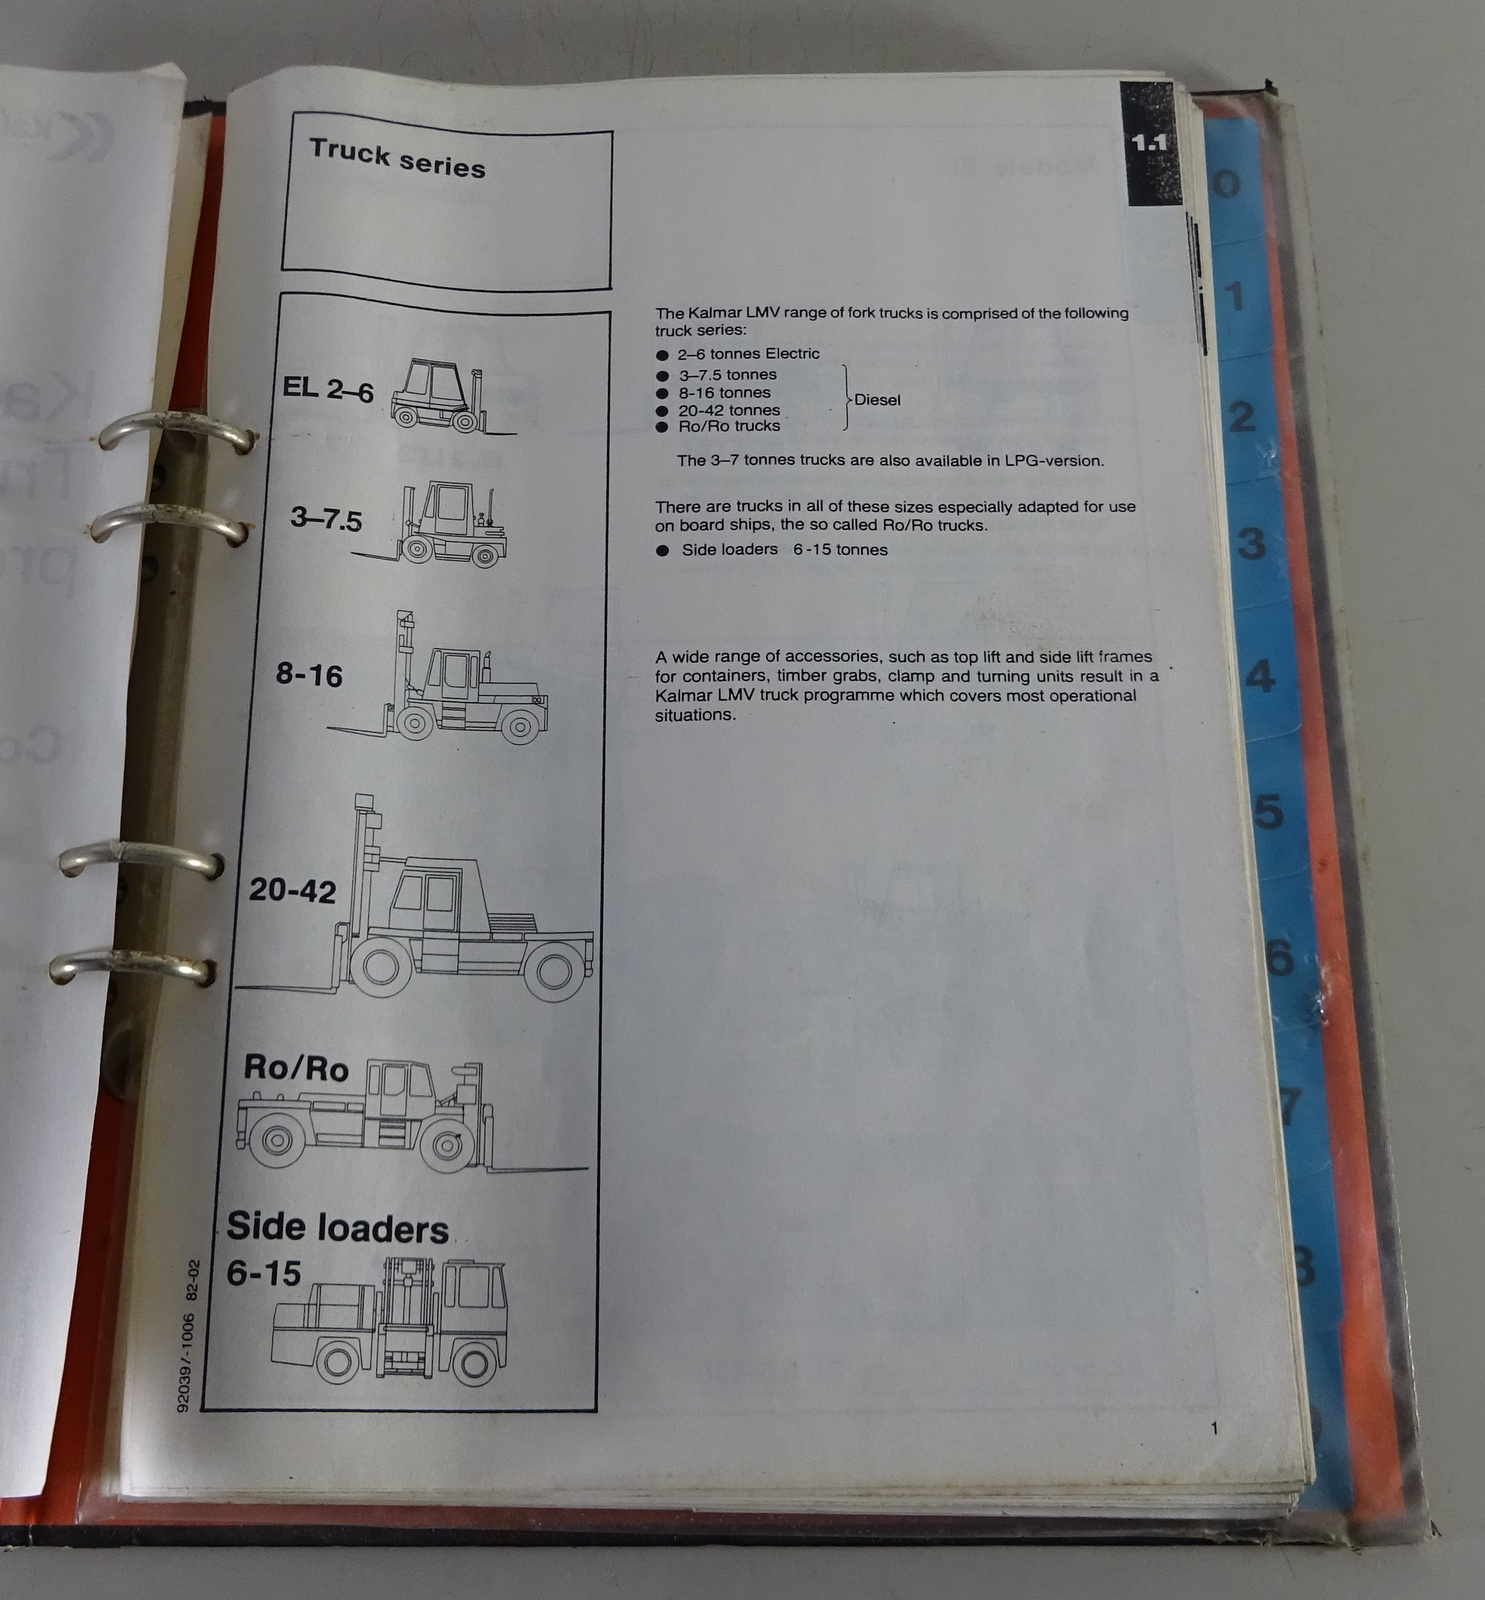 Truck series
1.1
EL 2–6
3–7.5
8-16
20-42
Ro/Ro
Side loaders
6-15
The Kalmar LMV range of fork trucks is comprised of the following
truck series:
● 2–6 tonnes Electric
● 3–7.5 tonnes
● 8-16 tonnes
● 20-42 tonnes
● Ro/Ro trucks
Diesel
The 3–7 tonnes trucks are also available in LPG-version.
There are trucks in all of these sizes especially adapted for use
on board ships, the so called Ro/Ro trucks.
● Side loaders 6-15 tonnes
A wide range of accessories, such as top lift and side lift frames
for containers, timber grabs, clamp and turning units result in a
Kalmar LMV truck programme which covers most operational
situations.
92039/-1006 82-02
1
0
1
2
3
4
5
6
7
8